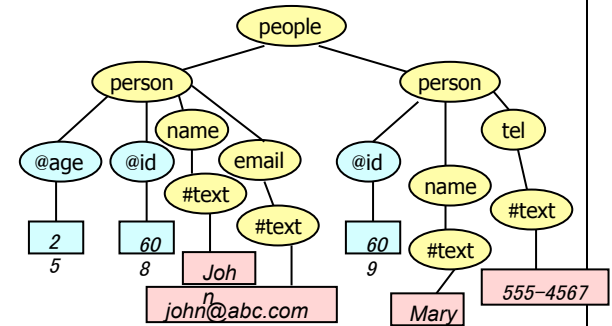 people
person
person
name
tel
@age
@id
email
@id
#text
name
#text
#text
#text
2
5
60
8
60
9
Joh
n
555-4567
john@abc.com
Mary